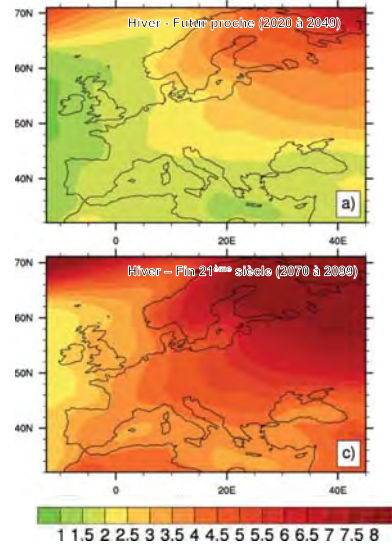 70N
Hiver - Futur proche (2020 à 2049)
60N
50N
40N
a)
0 20E 40E
70N
Hiver – Fin 21ème siècle (2070 à 2099)
60N
50N
40N
c)
0 20E 40E
1 1.5 2 2.5 3.5 4 4.5 5 5.5 6 6.5 7 7.5 8